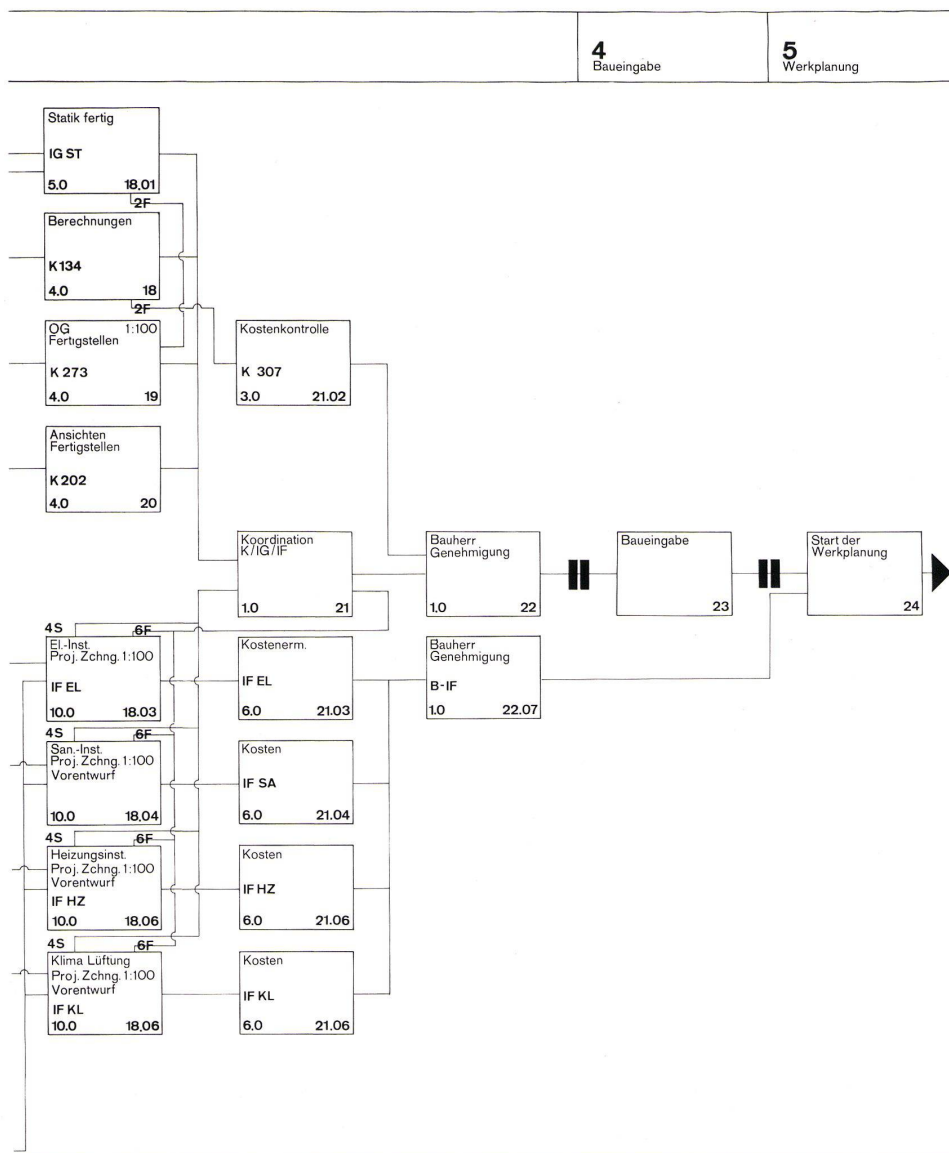 4
Baueingabe
5
Werkplanung
Statik fertig
IG ST
5.0 18.01
2F
Berechnungen
K134
4.0 18
2F
OG 1:100
Fertigstellen
K 273
4.0 19
Kostenkontrolle
K 307
3.0 21.02
Ansichten
Fertigstellen
K 202
4.0 20
Koordination
K/IG/IF
1.0 21
Bauherr
Genehmigung
1.0 22
Baueingabe
23
Start der
Werkplanung
24
4S 6F
El.-Inst.
Proj. Zchng. 1:100
IF EL
10.0 18.03
Kostenerm.
IF EL
6.0 21.03
Bauherr
Genehmigung
B-IF
1.0 22.07
4S 6F
San.-Inst.
Proj. Zchng. 1:100
Vorentwurf
10.0 18.04
Kosten
IF SA
6.0 21.04
4S 6F
Heizungsinst.
Proj. Zchng. 1:100
Vorentwurf
IF HZ
10.0 18.06
Kosten
IF HZ
6.0 21.06
4S 6F
Klima Lüftung
Proj. Zchng. 1:100
Vorentwurf
IF KL
10.0 18.06
Kosten
IF KL
6.0 21.06